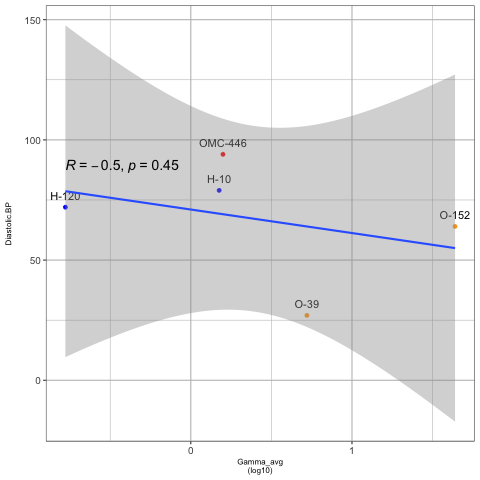 150
100
50
0
Diastolic.BP
R = −0.5, p = 0.45
OMC-446
H-10
H-120
O-152
O-39
0
1
Gamma_avg
(log10)